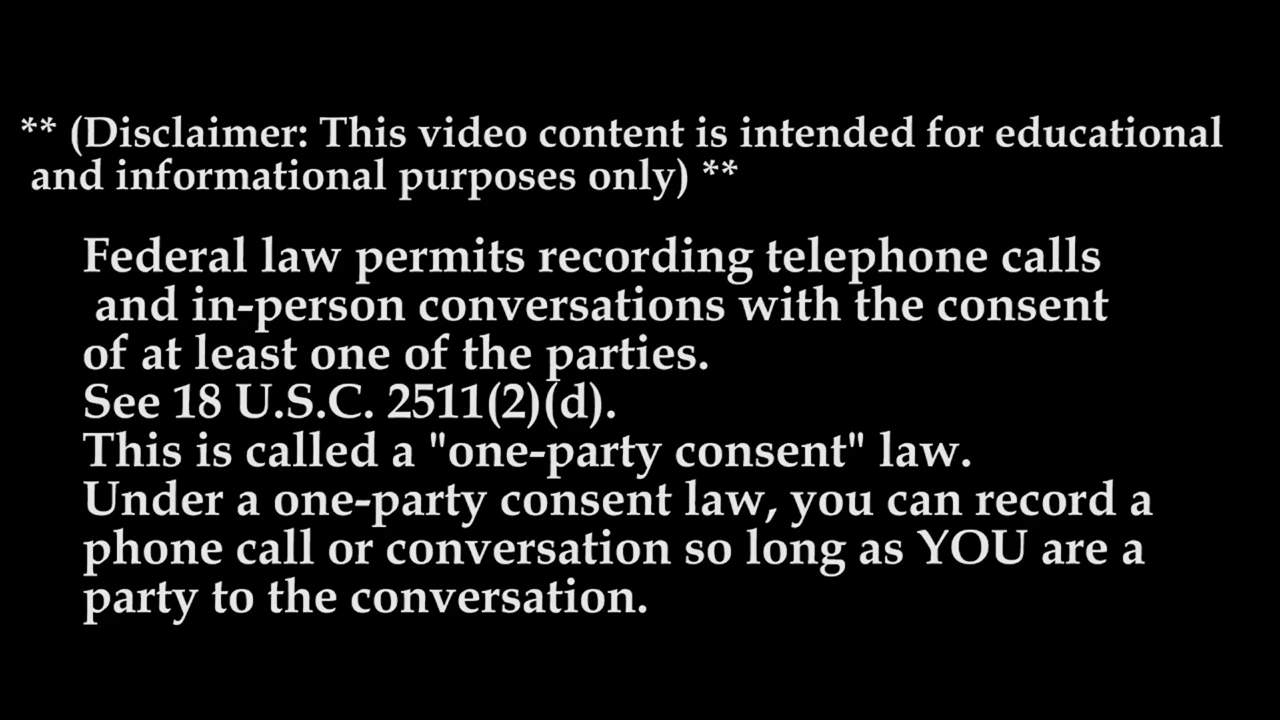 ** (Disclaimer: This video content is intended for educational
and informational purposes only) **
Federal law permits recording telephone calls
and in-person conversations with the consent
of at least one of the parties.
See 18 U.S.C. 2511(2)(d).
This is called a "one-party consent" law.
Under a one-party consent law, you can record a
phone call or conversation so long as YOU are a
party to the conversation.